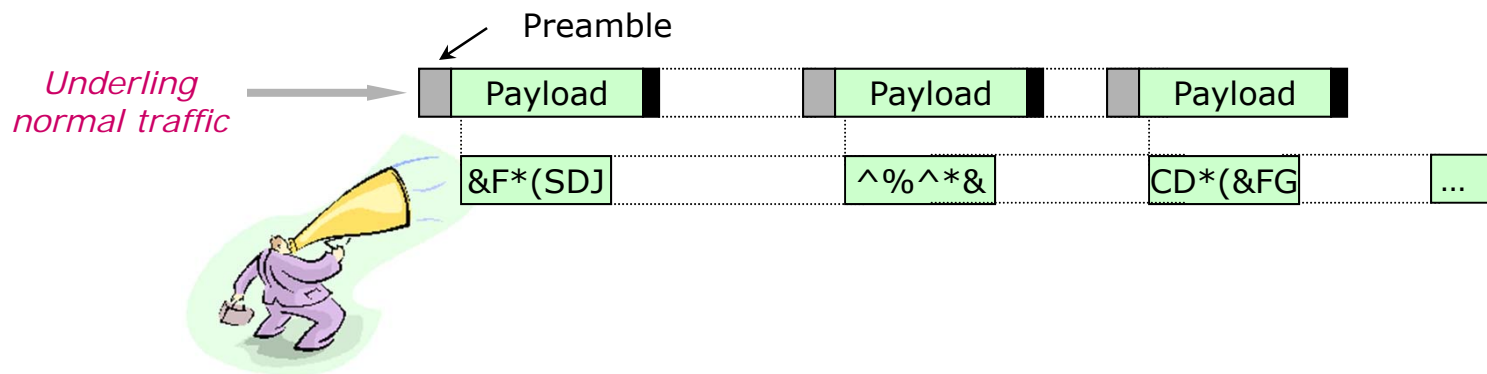 Preamble
Underling
normal traffic
Payload Payload Payload
&F*(SDJ ^%^*& CD*(&FG ...